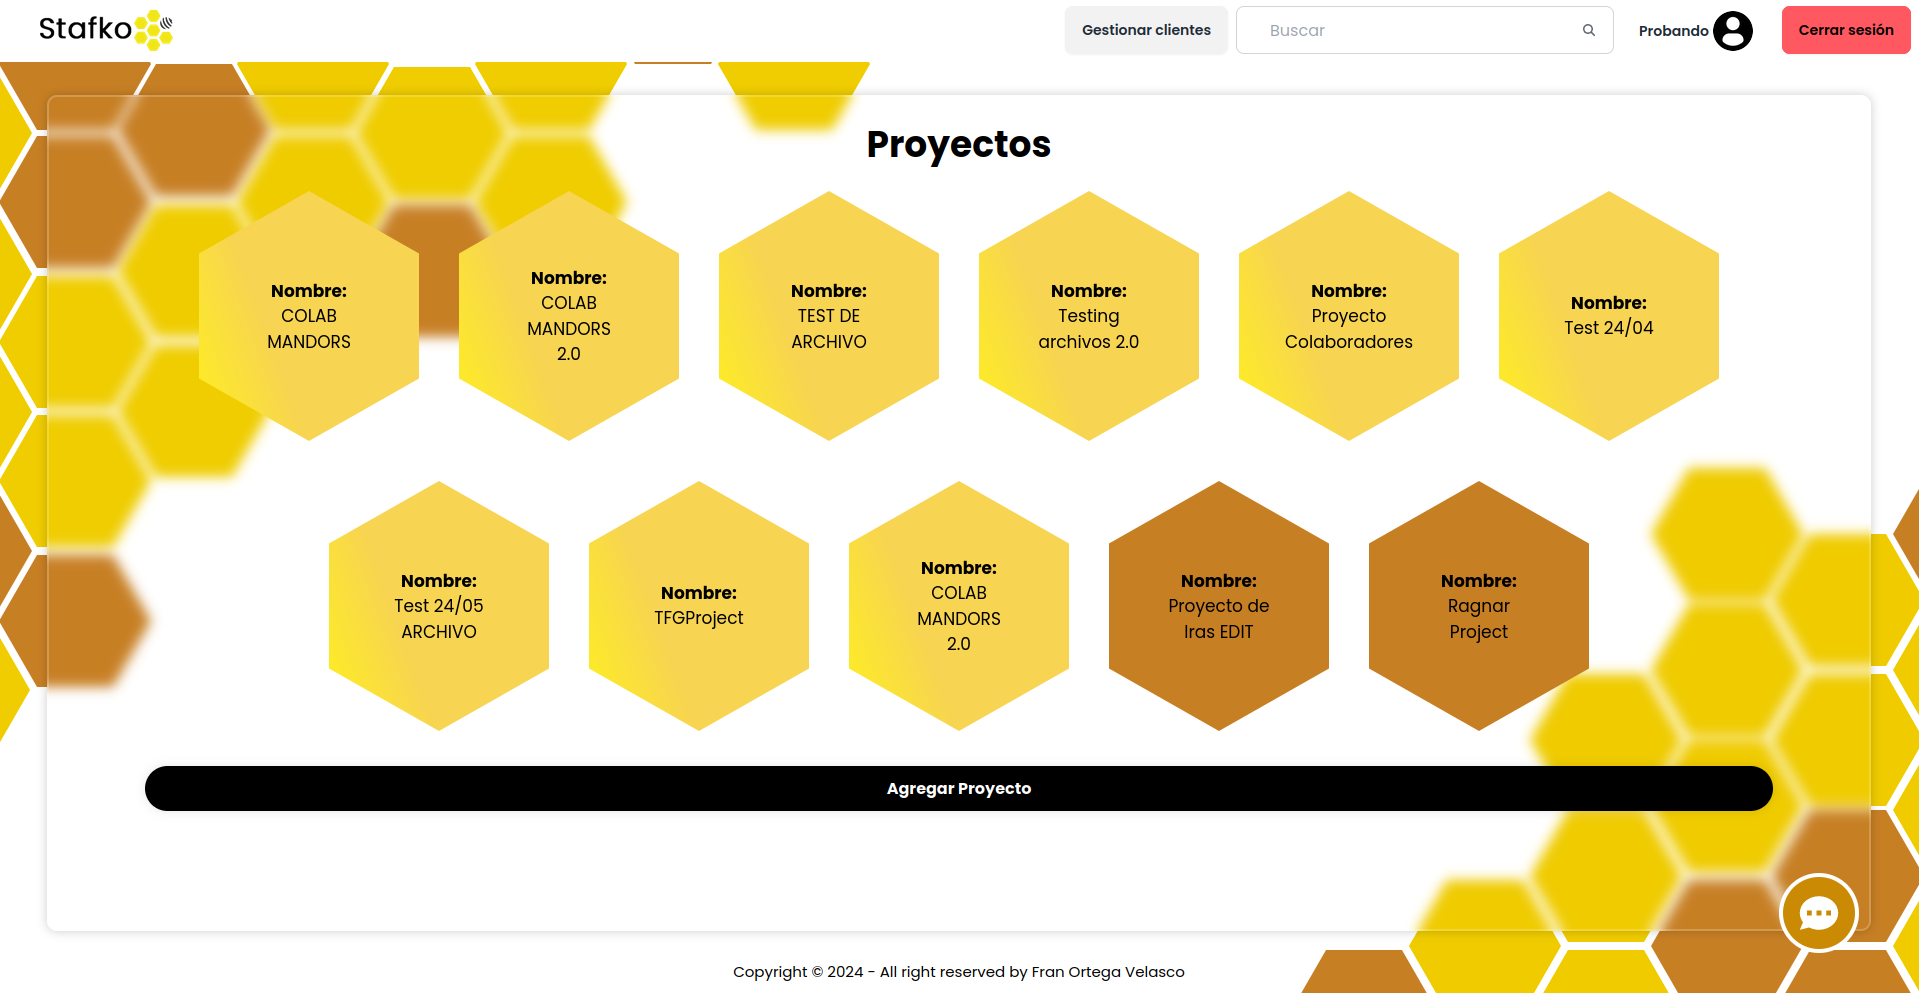 Stafko
Gestionar clientes
Buscar
Probando
Cerrar sesión
Proyectos
Nombre:
COLAB
MANDORS
Nombre:
COLAB
MANDORS
2.0
Nombre:
TEST DE
ARCHIVO
Nombre:
Testing
archivos 2.0
Nombre:
Proyecto
Colaboradores
Nombre:
Test 24/04
Nombre:
Test 24/05
ARCHIVO
Nombre:
TFGProject
Nombre:
COLAB
MANDORS
2.0
Nombre:
Proyecto de
Iras EDIT
Nombre:
Ragnar
Project
Agregar Proyecto
Copyright © 2024 - All right reserved by Fran Ortega Velasco